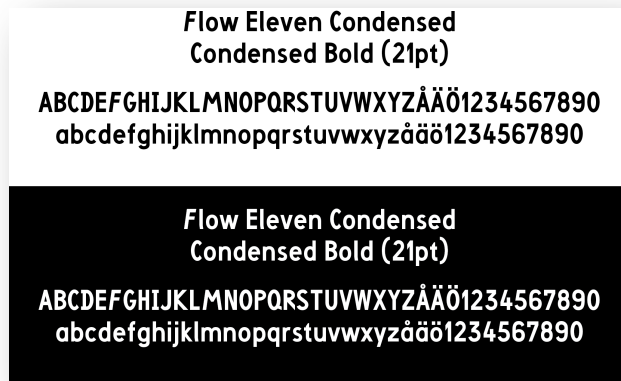 Flow Eleven Condensed
Condensed Bold (21pt)
ABCDEFGHIJKLMNOPQRSTUVWXYZÅÄÖ1234567890
abcdefghijklmnopqrstuvwxyzåäö1234567890
Flow Eleven Condensed
Condensed Bold (21pt)
ABCDEFGHIJKLMNOPQRSTUVWXYZÅÄÖ1234567890
abcdefghijklmnopqrstuvwxyzåäö1234567890